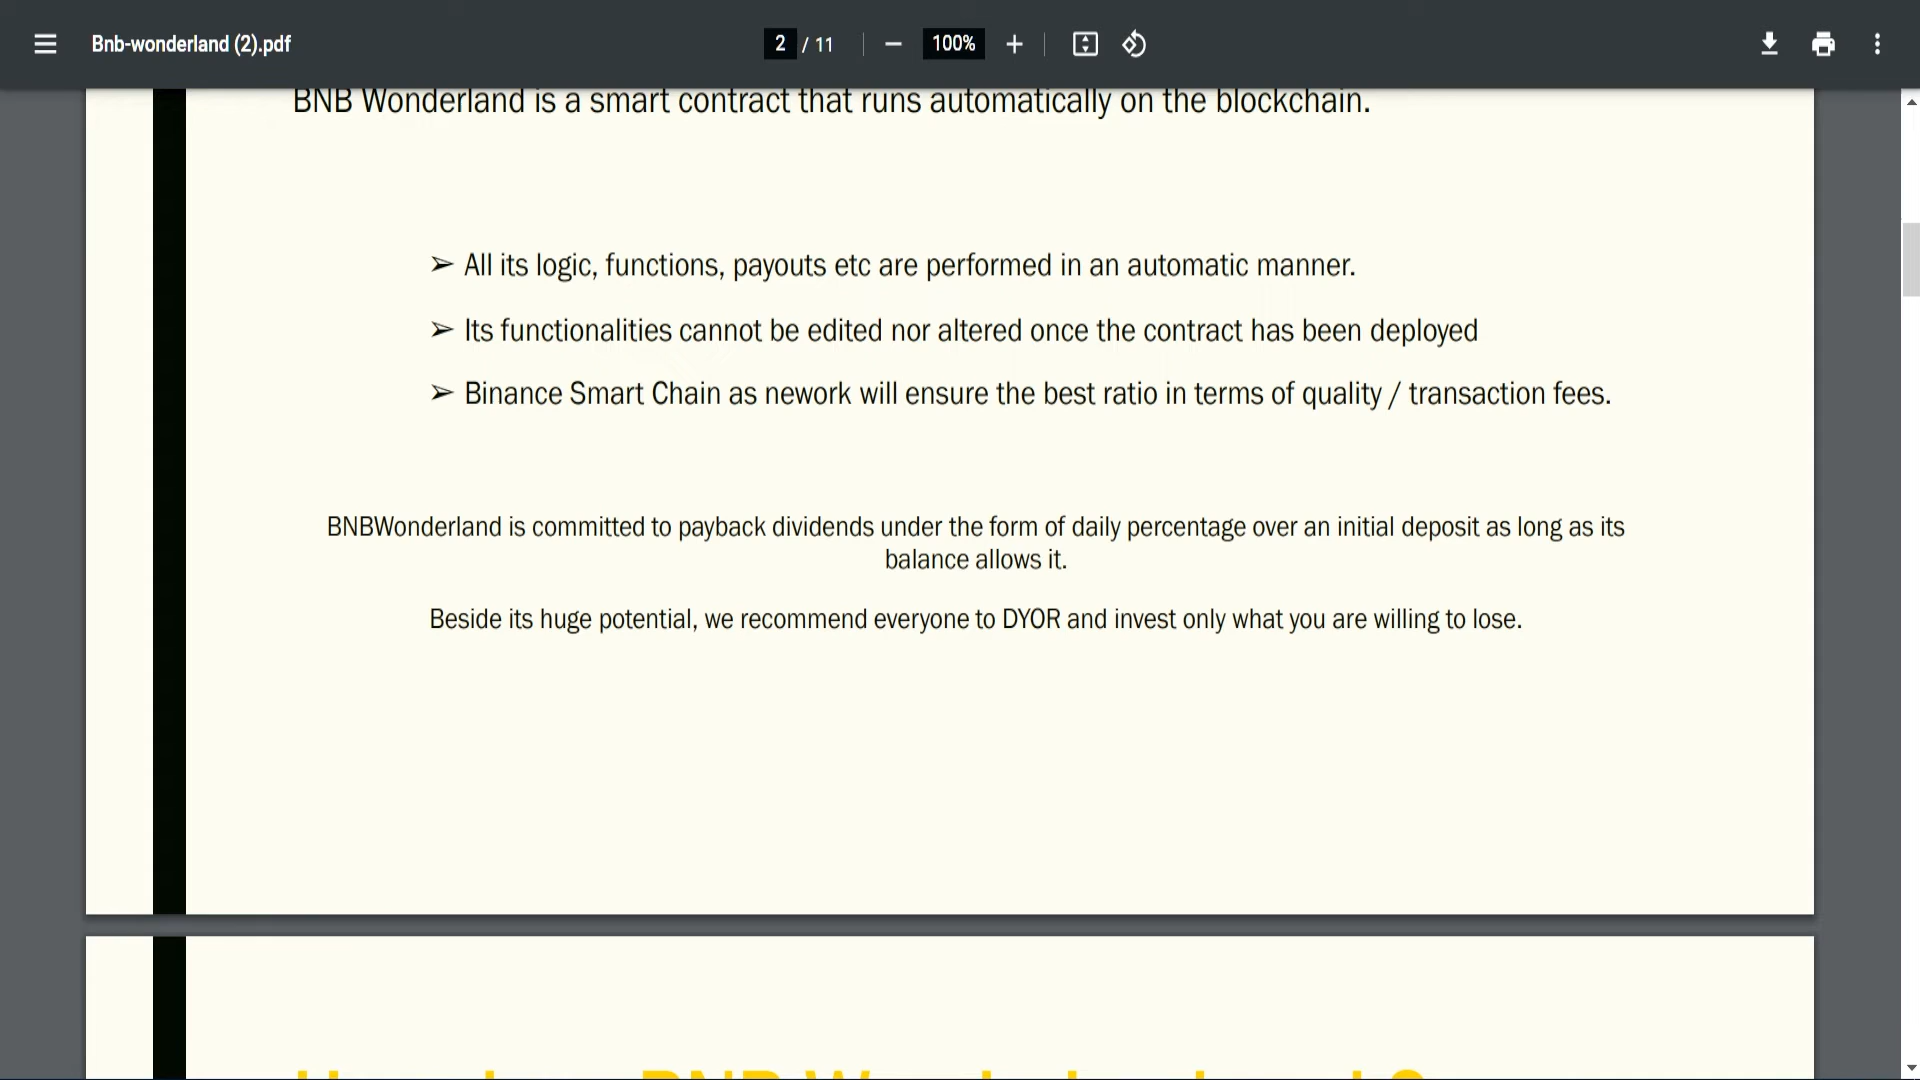 Bnb-wonderland (2).pdf
2 / 11
100%
BNB Wonderland is a smart contract that runs automatically on the blockchain.
➢ All its logic, functions, payouts etc are performed in an automatic manner.
➢ Its functionalities cannot be edited nor altered once the contract has been deployed
➢ Binance Smart Chain as nework will ensure the best ratio in terms of quality / transaction fees.
BNBWonderland is committed to payback dividends under the form of daily percentage over an initial deposit as long as its
balance allows it.
Beside its huge potential, we recommend everyone to DYOR and invest only what you are willing to lose.